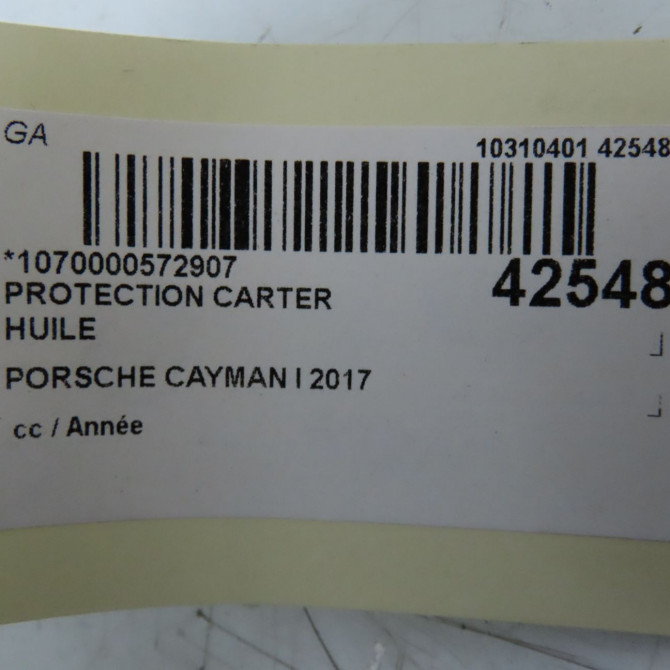 GA
10310401 42548
*1070000572907
42548
PROTECTION CARTER
HUILE
PORSCHE CAYMAN I 2017
cc / Année